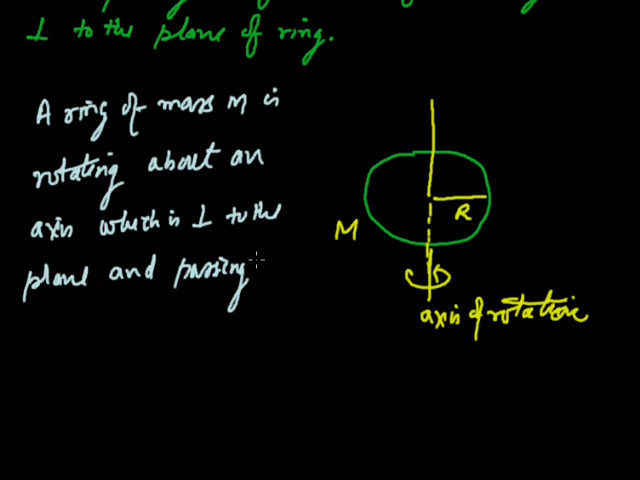 ⊥ to the plane of ring.
A ring of mass M is
rotating about an
axis which is ⊥ to the
plane and passing
R
M
axis of rotation